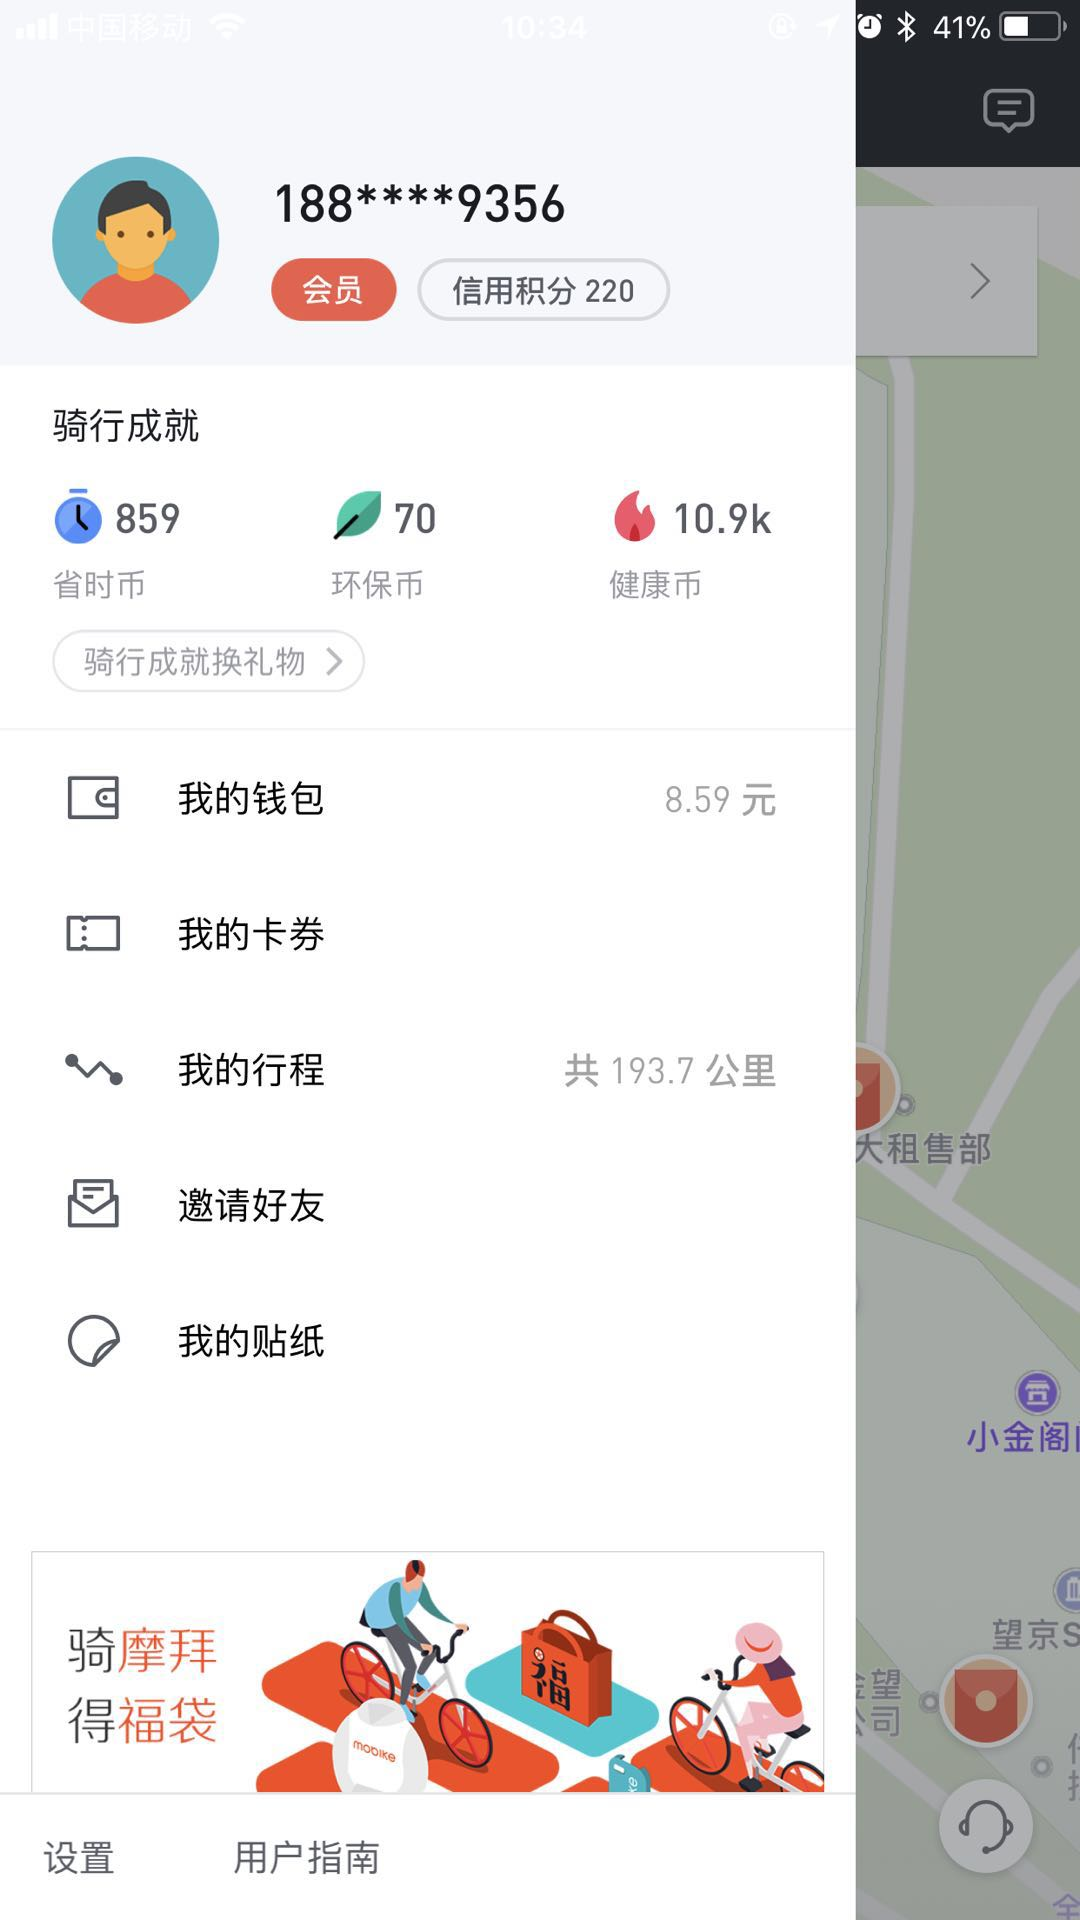 中国移动 10:34 41%
188****9356
会员 信用积分 220
骑行成就
859 70 10.9k
省时币 环保币 健康币
骑行成就换礼物
我的钱包 8.59 元
我的卡券
我的行程 共 193.7 公里
大租售部
邀请好友
我的贴纸
小金阁
望京S
骑摩拜
得福袋
福
mobike
金望
公司
设置 用户指南